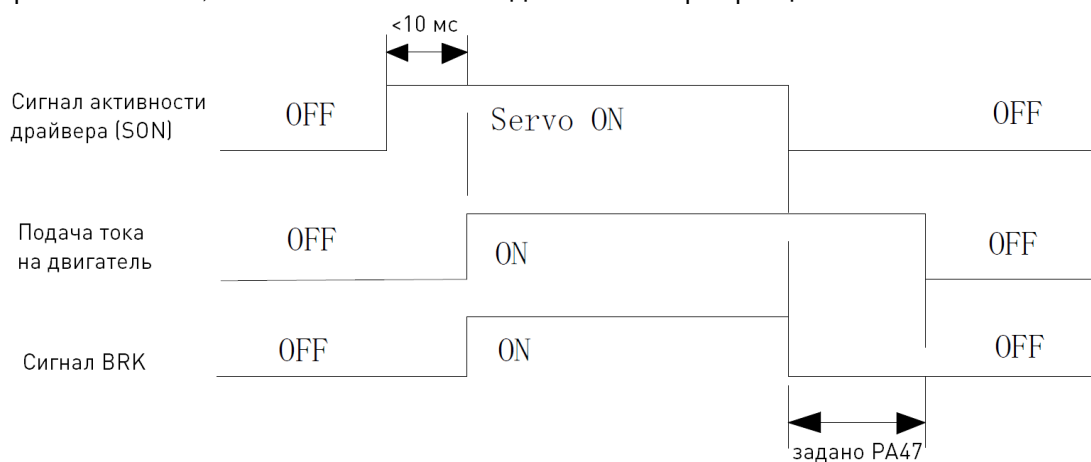 <10 мс
Сигнал активности
драйвера (SON)
OFF
Servo ON
OFF
Подача тока
на двигатель
OFF
ON
OFF
Сигнал BRK
OFF
ON
OFF
задано PA47